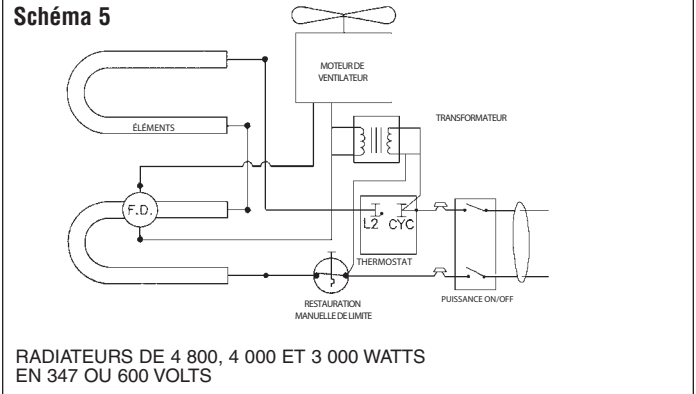 Schéma 5
MOTEUR DE
VENTILATEUR
TRANSFORMATEUR
ÉLÉMENTS
F.D.
L2 CYC
THERMOSTAT
RESTAURATION
MANUELLE DE LIMITE
PUISSANCE ON/OFF
RADIATEURS DE 4 800, 4 000 ET 3 000 WATTS
EN 347 OU 600 VOLTS